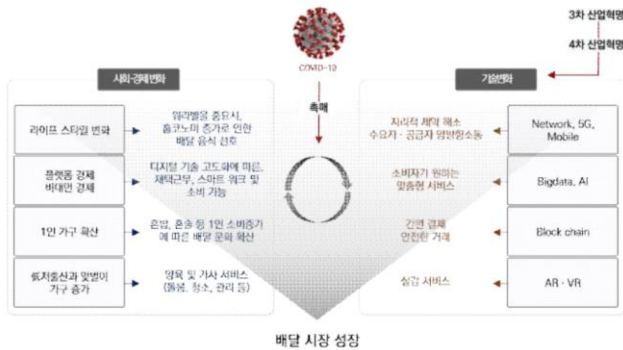 3차 산업혁명
4차 산업혁명
COVID-19
촉매
사회·경제변화
기술변화
라이프 스타일 변화
워라밸을 중요시,
홈코노미 증가로 인한
배달 음식 선호
플랫폼 경제
비대면 경제
디지털 기술 고도화에 따른,
재택근무, 스마트 워크 및
소비 가능
1인 가구 확산
혼밥, 혼술 등 1인 소비증가
에 따른 배달 문화 확산
저출산과 맞벌이
가구 증가
양육 및 가사 서비스
(돌봄, 청소, 관리 등)
지리적 제약 해소
수요자·공급자 양방향소통
Network, 5G,
Mobile
소비자가 원하는
맞춤형 서비스
Bigdata, AI
간편 결제
안전한 거래
Block chain
실감 서비스
AR · VR
배달 시장 성장